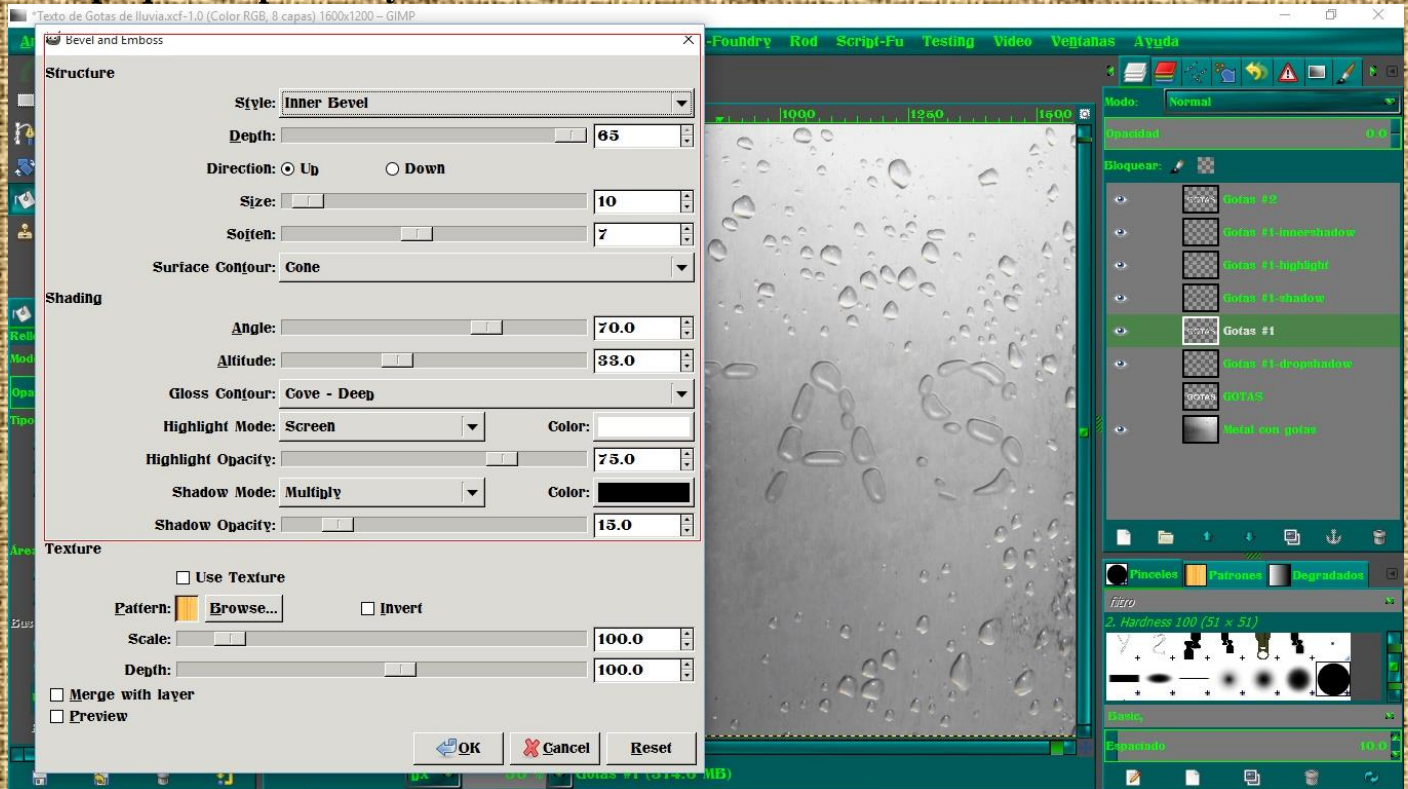 *Texto de Gotas de lluvia.xcf-1.0 (Color RGB, 8 capas) 1600x1200 – GIMP
Bevel and Emboss
-Foundry Rod Script-Fu Testing Video Ventanas Ayuda
Structure
Style: Inner Bevel
Depth: 65
Direction: Up Down
Size: 10
Soften: 7
Surface Contour: Cone
Shading
Angle: 70.0
Altitude: 33.0
Gloss Contour: Cove - Deep
Highlight Mode: Screen Color:
Highlight Opacity: 75.0
Shadow Mode: Multiply Color:
Shadow Opacity: 15.0
Texture
Use Texture
Pattern: Browse... Invert
Scale: 100.0
Depth: 100.0
Merge with layer
Preview
OK Cancel Reset
1000 1250 1500
AS
Modo: Normal
Opacidad 0.0
Bloquear:
Gotas #2
Gotas #1-innershadow
Gotas #1-highlight
Gotas #1-shadow
Gotas #1
Gotas #1-dropshadow
GOTAS GOTAS
Metal con gotas
Pinceles Patrones Degradados
filtro
2. Hardness 100 (51 × 51)
Basic,
Espaciado 10.0
px 50 % Gotas #1 (314.6 MB)